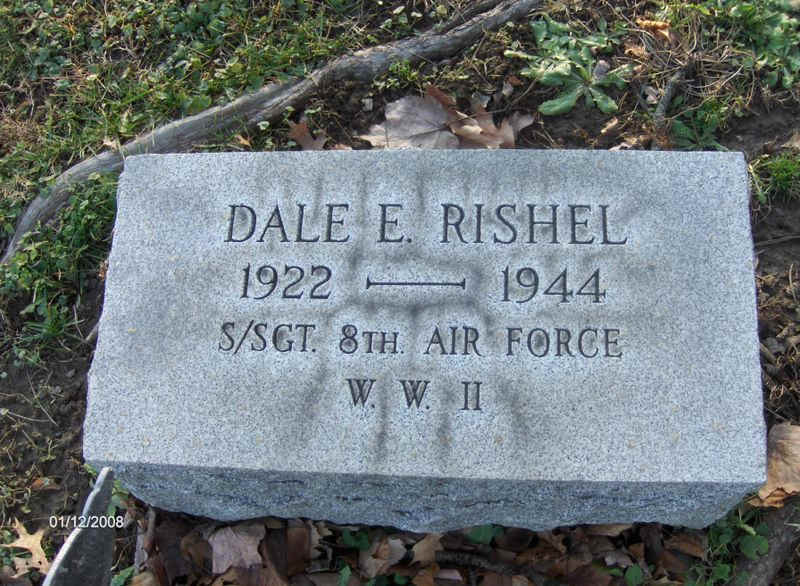 DALE E. RISHEL
1922 — 1944
S/SGT. 8TH. AIR FORCE
W. W. II
01/12/2008